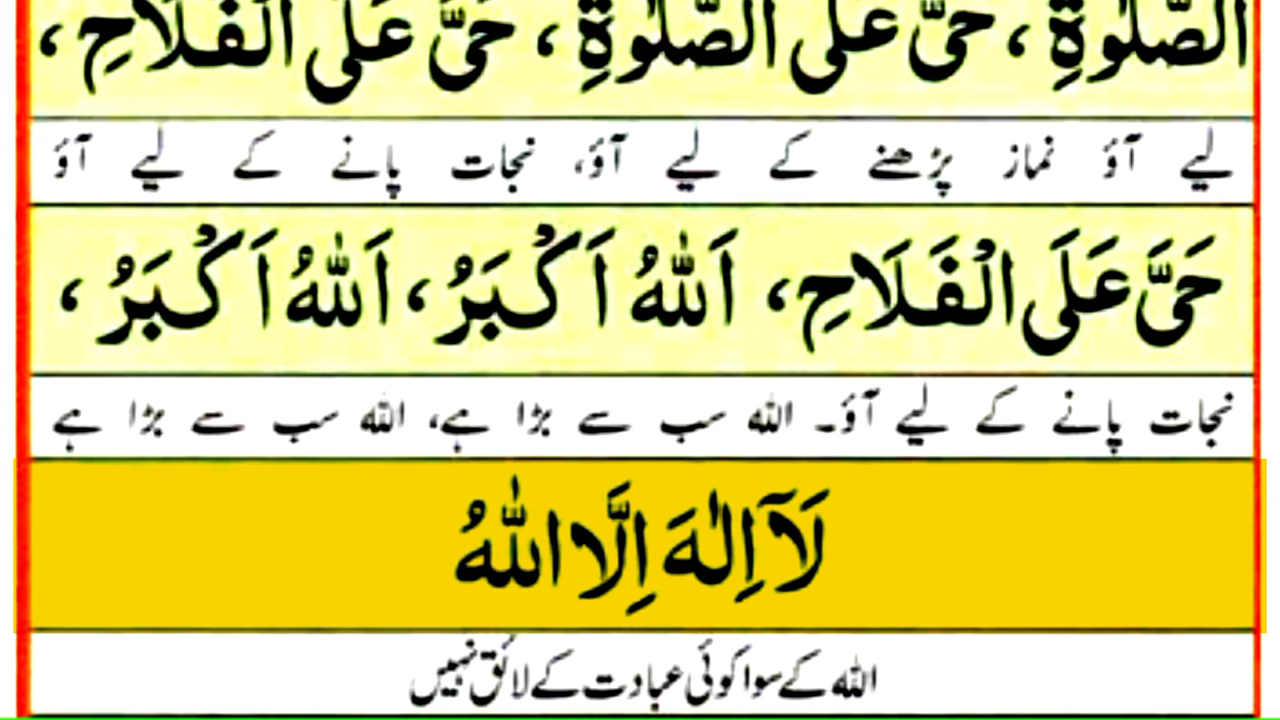 الصَّلٰوةِ ، حَيَّ عَلَى الصَّلٰوةِ ، حَيَّ عَلَى الْفَلَاحِ ،
لیے آؤ نماز پڑھنے کے لیے آؤ، نجات پانے کے لیے آؤ
حَيَّ عَلَى الْفَلَاحِ، اَللّٰهُ اَكْبَرُ، اَللّٰهُ اَكْبَرُ ،
نجات پانے کے لیے آؤ۔ اللہ سب سے بڑا ہے، اللہ سب سے بڑا ہے
لَآ اِلٰهَ اِلَّا اللّٰهُ
اللہ کے سوا کوئی عبادت کے لائق نہیں